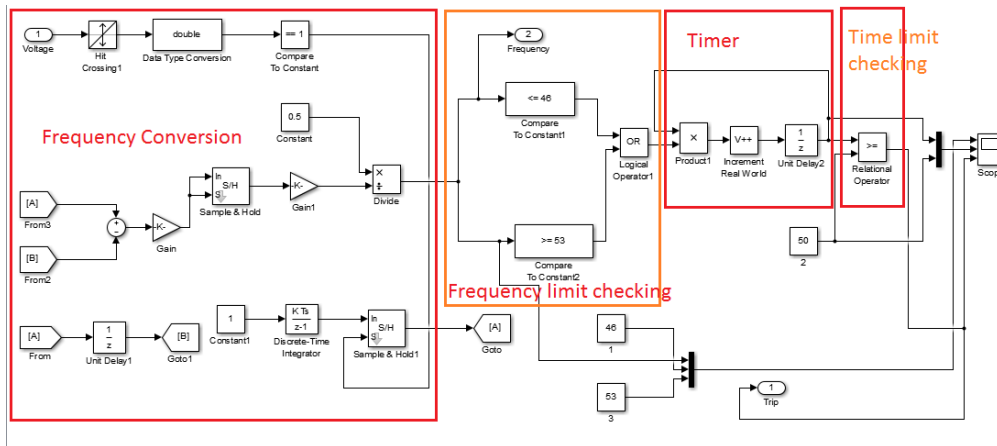 1
Voltage
Hit
Crossing1
double
Data Type Conversion
== 1
Compare
To Constant
Frequency Conversion
0.5
Constant
×
÷
Divide
[A]
From3
[B]
From2
+
-
-K-
Gain
In
S
S/H
Sample & Hold
-K-
Gain1
[A]
From
1
z
Unit Delay1
[B]
Goto1
1
Constant1
K Ts
z-1
Discrete-Time
Integrator
In
S
S/H
Sample & Hold1
[A]
Goto
2
Frequency
<= 46
Compare
To Constant1
OR
Logical
Operator1
>= 53
Compare
To Constant2
Frequency limit checking
Timer
×
Product1
V++
Increment
Real World
1
z
Unit Delay2
Time limit
checking
>=
Relational
Operator
Scop
50
2
46
1
53
3
1
Trip